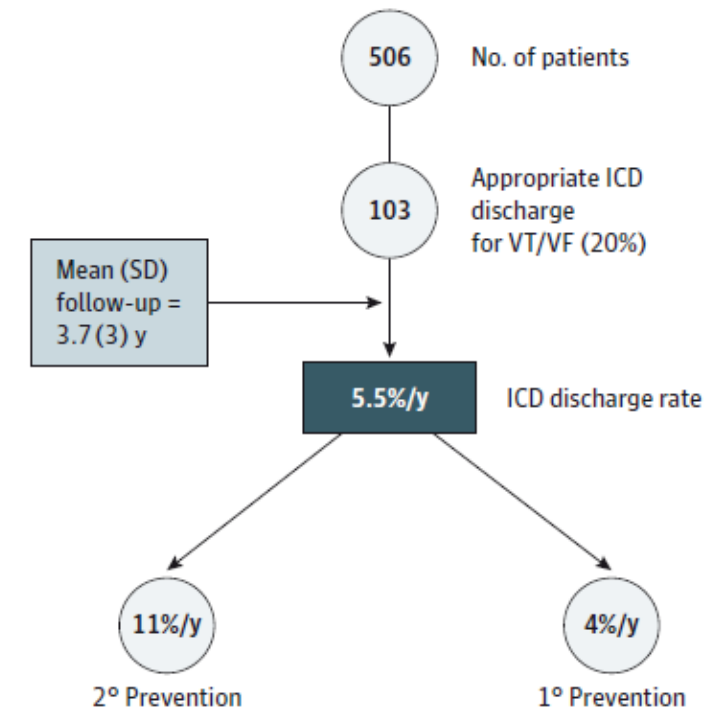 506
No. of patients
103
Appropriate ICD
discharge
for VT/VF (20%)
Mean (SD)
follow-up =
3.7 (3) y
5.5%/y
ICD discharge rate
11%/y
4%/y
2° Prevention
1° Prevention